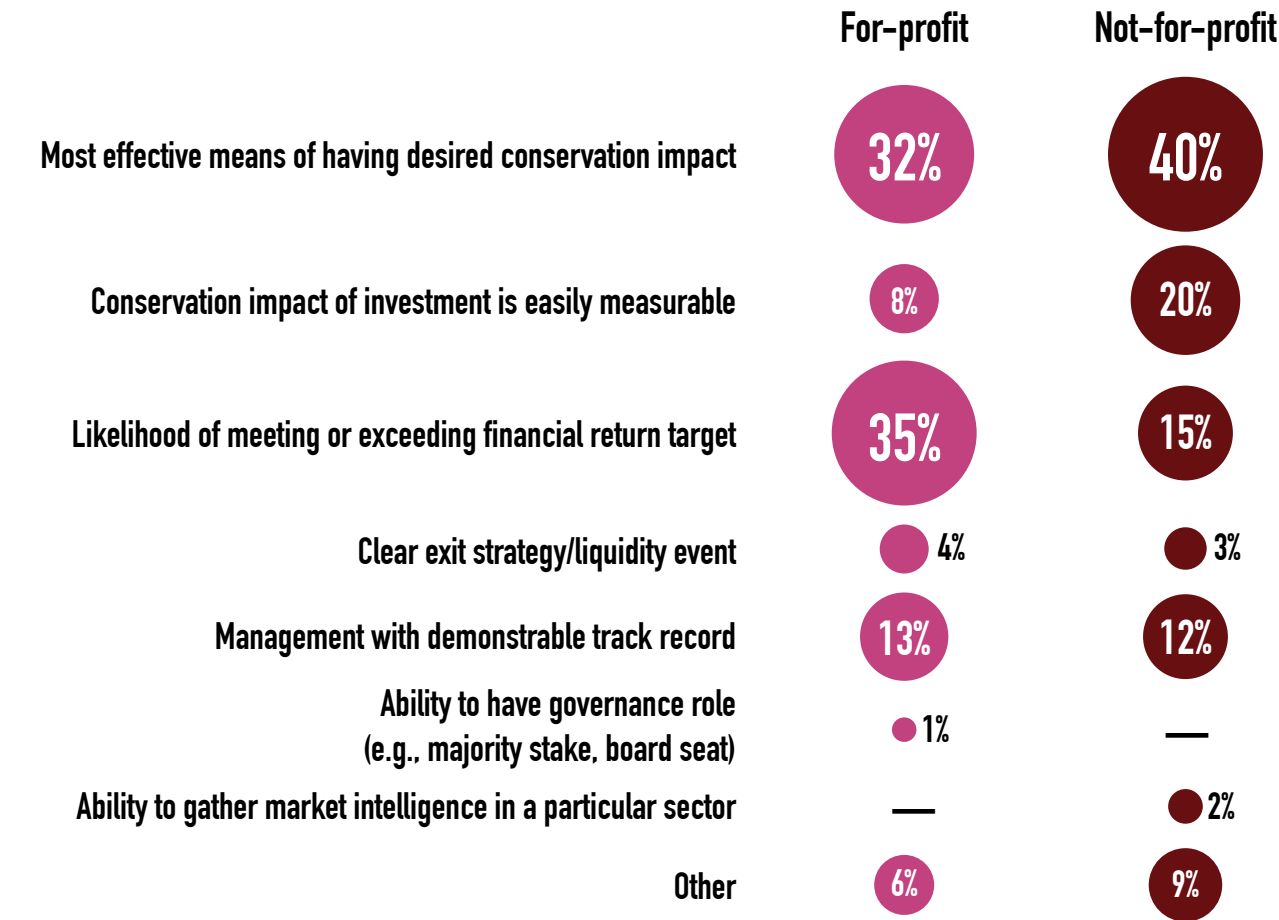 For-profit Not-for-profit
Most effective means of having desired conservation impact 32% 40%
Conservation impact of investment is easily measurable 8% 20%
Likelihood of meeting or exceeding financial return target 35% 15%
Clear exit strategy/liquidity event 4% 3%
Management with demonstrable track record 13% 12%
Ability to have governance role
(e.g., majority stake, board seat) 1% —
Ability to gather market intelligence in a particular sector — 2%
Other 6% 9%